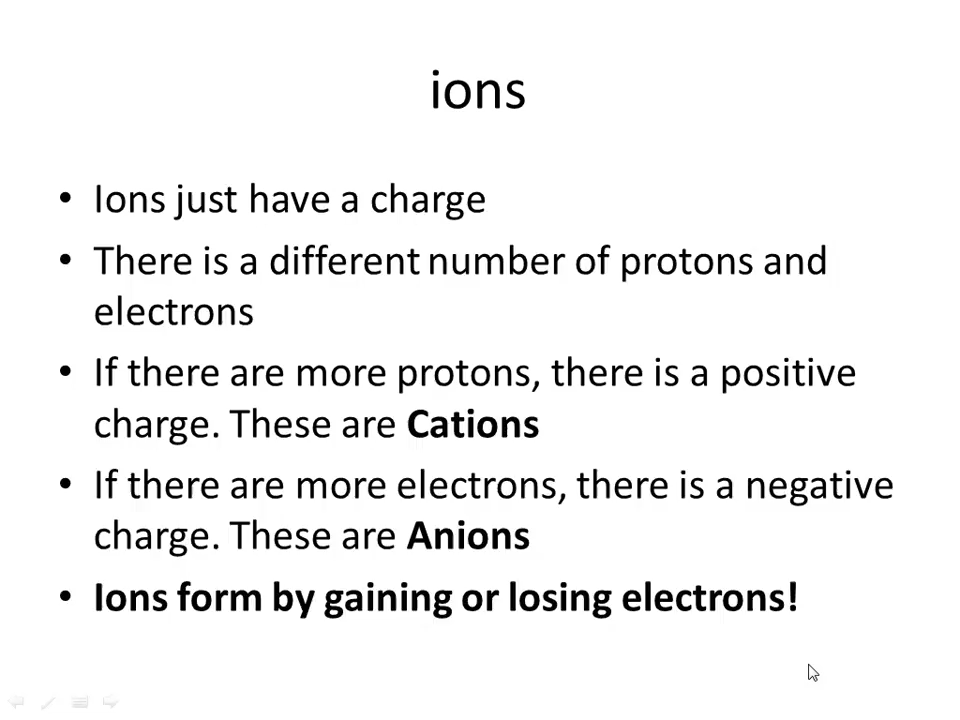 ions
• Ions just have a charge
• There is a different number of protons and
electrons
• If there are more protons, there is a positive
charge. These are Cations
• If there are more electrons, there is a negative
charge. These are Anions
• Ions form by gaining or losing electrons!